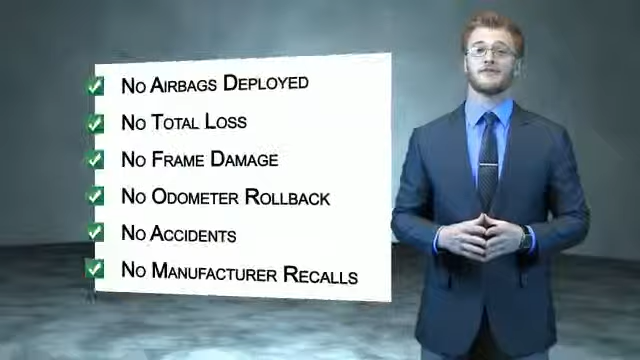 No Airbags Deployed
No Total Loss
No Frame Damage
No Odometer Rollback
No Accidents
No Manufacturer Recalls